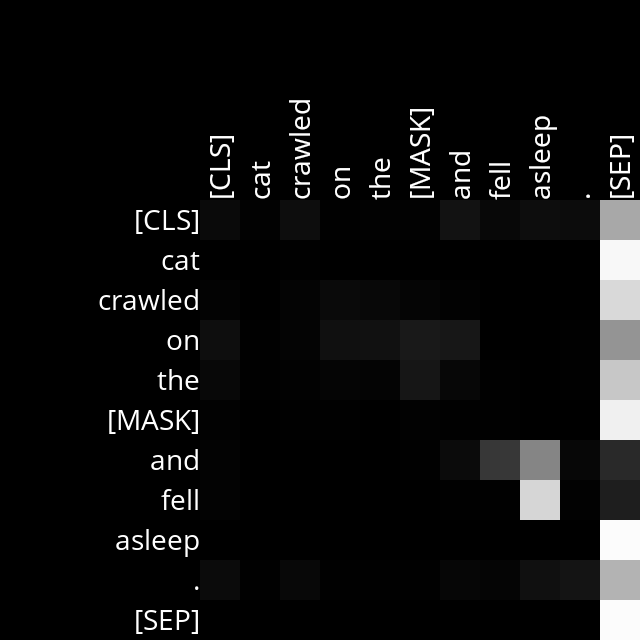 [CLS] cat crawled on the [MASK] and fell asleep . [SEP]
[CLS]
cat
crawled
on
the
[MASK]
and
fell
asleep
.
[SEP]